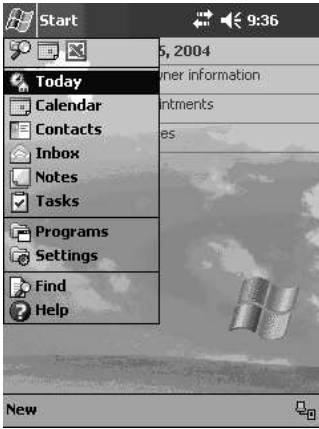 Start 9:36
5, 2004
Today
ner information
Calendar
intments
Contacts
es
Inbox
Notes
Tasks
Programs
Settings
Find
Help
New